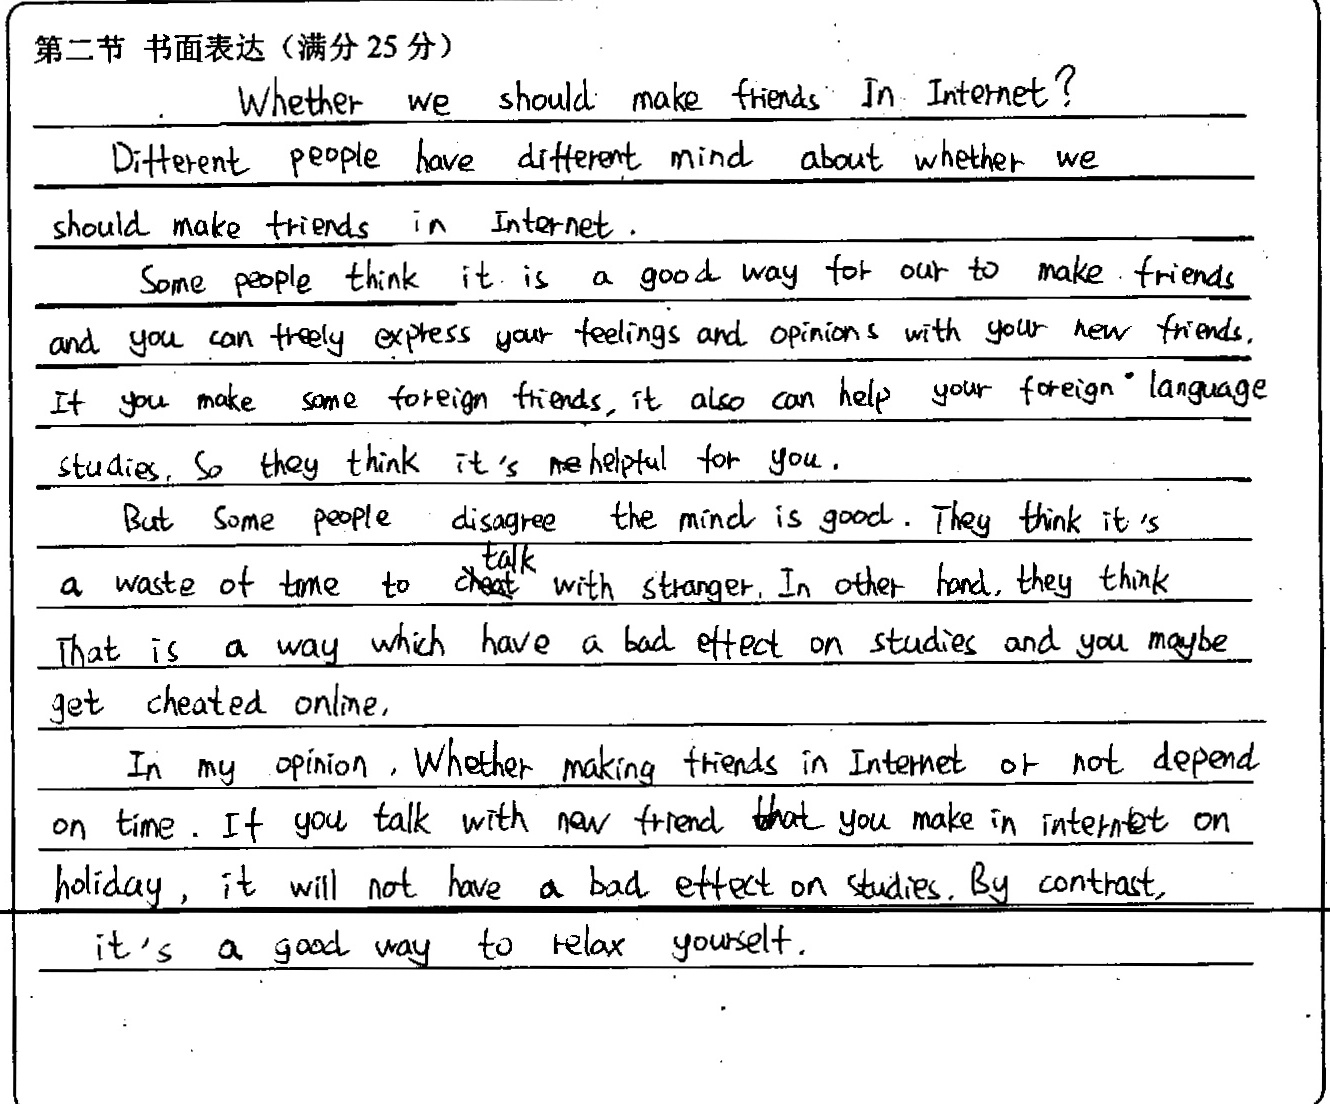 第二节 书面表达（满分 25 分）
Whether we should make friends In Internet?
Different people have different mind about whether we
should make friends in Internet.
Some people think it is a good way for our to make friends
and you can freely express your feelings and opinions with your new friends.
If you make some foreign friends, it also can help your foreign language
studies. So they think it's helpful for you.
But some people disagree the mind is good. They think it's
talk
a waste of time to cheat with stranger. In other hand, they think
That is a way which have a bad effect on studies and you maybe
get cheated online.
In my opinion, Whether making friends in Internet or not depend
on time. If you talk with new friend that you make in internet on
holiday, it will not have a bad effect on studies. By contrast,
it's a good way to relax yourself.